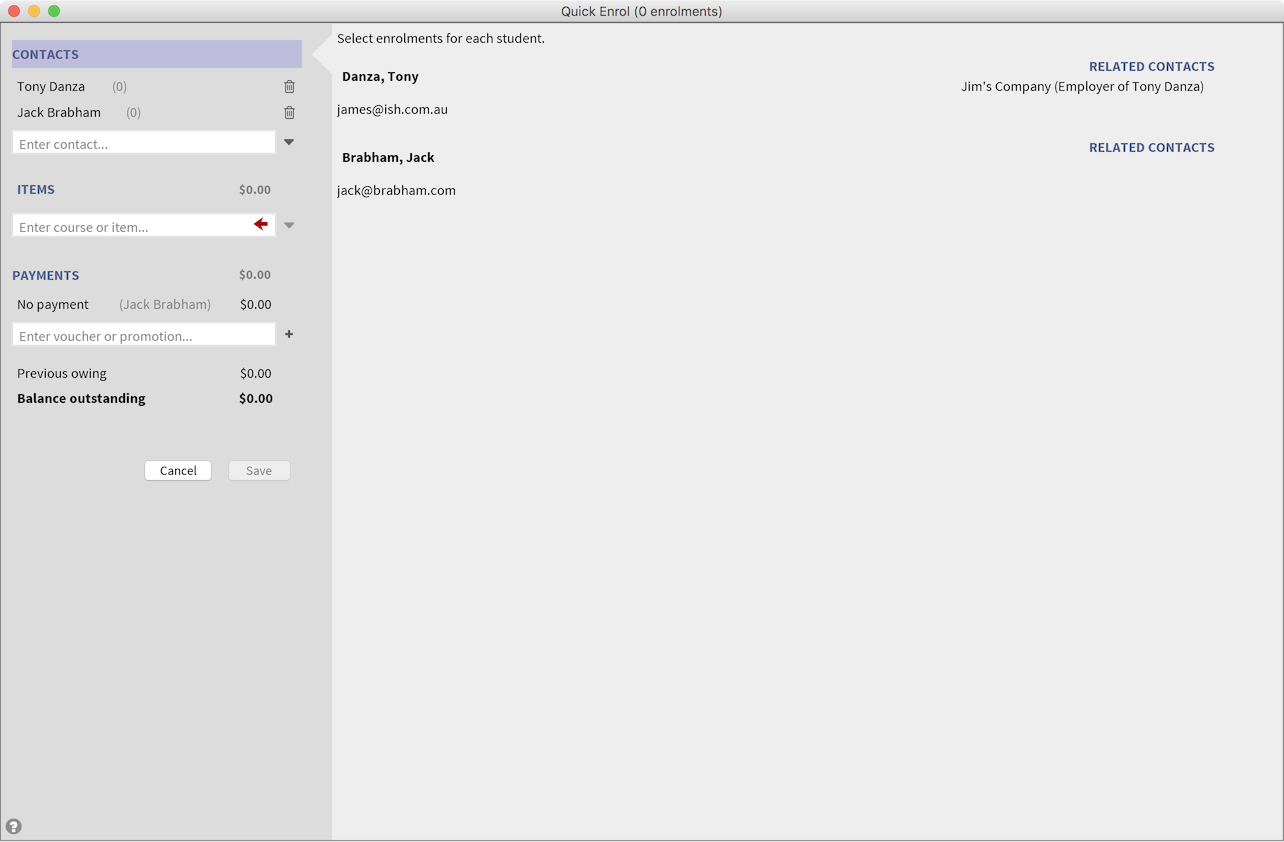 Quick Enrol (0 enrolments)
CONTACTS
Tony Danza (0)
Jack Brabham (0)
Enter contact...
ITEMS $0.00
Enter course or item...
PAYMENTS $0.00
No payment (Jack Brabham) $0.00
Enter voucher or promotion...
+
Previous owing $0.00
Balance outstanding $0.00
Cancel Save
?
Select enrolments for each student.
Danza, Tony
RELATED CONTACTS
Jim's Company (Employer of Tony Danza)
james@ish.com.au
Brabham, Jack
RELATED CONTACTS
jack@brabham.com